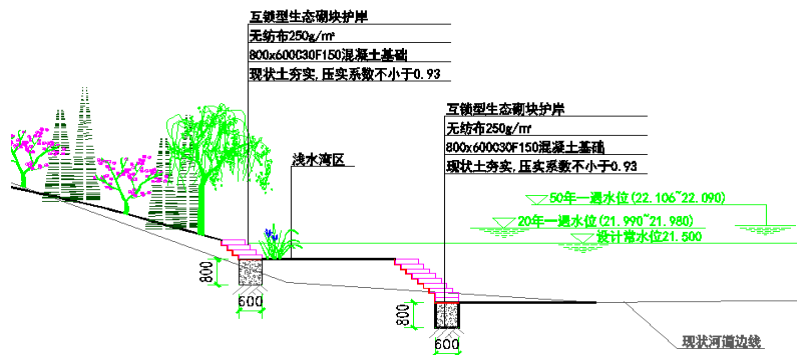 互锁型生态砌块护岸
无纺布250g/㎡
800x600C30F150混凝土基础
现状土夯实,压实系数不小于0.93
互锁型生态砌块护岸
无纺布250g/㎡
800x600C30F150混凝土基础
现状土夯实,压实系数不小于0.93
浅水湾区
50年一遇水位(22.106~22.090)
20年一遇水位(21.990~21.980)
设计常水位21.500
800
600
800
600
现状河道边线